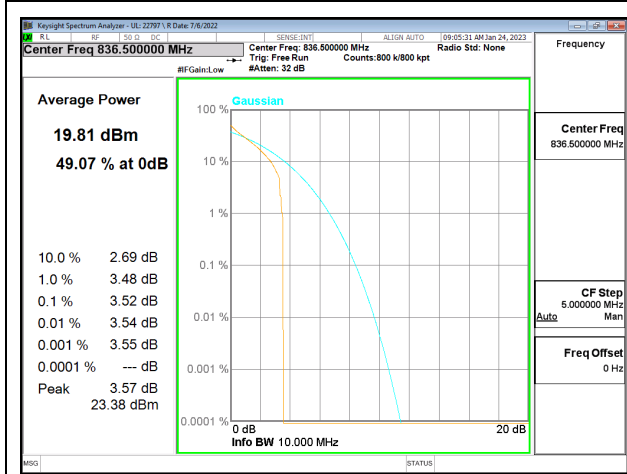 Keysight Spectrum Analyzer - UL: 22797 \ R Date: 7/6/2022
RL RF 50 Ω DC SENSE:INT ALIGN AUTO 09:05:31 AM Jan 24, 2023
Center Freq 836.500000 MHz
Center Freq: 836.500000 MHz Radio Std: None
Trig: Free Run Counts:800 k/800 kpt
#IFGain:Low #Atten: 32 dB
Frequency
Average Power
19.81 dBm
49.07 % at 0dB
10.0 % 2.69 dB
1.0 % 3.48 dB
0.1 % 3.52 dB
0.01 % 3.54 dB
0.001 % 3.55 dB
0.0001 % --- dB
Peak 3.57 dB
23.38 dBm
Gaussian
100 %
10 %
1 %
0.1 %
0.01 %
0.001 %
0.0001 %
0 dB 20 dB
Info BW 10.000 MHz
Center Freq
836.500000 MHz
CF Step
5.000000 MHz
Auto Man
Freq Offset
0 Hz
MSG STATUS